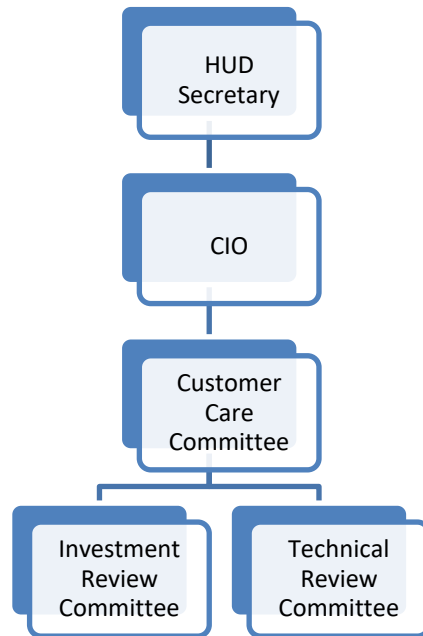 HUD
Secretary
CIO
Customer
Care
Committee
Investment
Review
Committee
Technical
Review
Committee